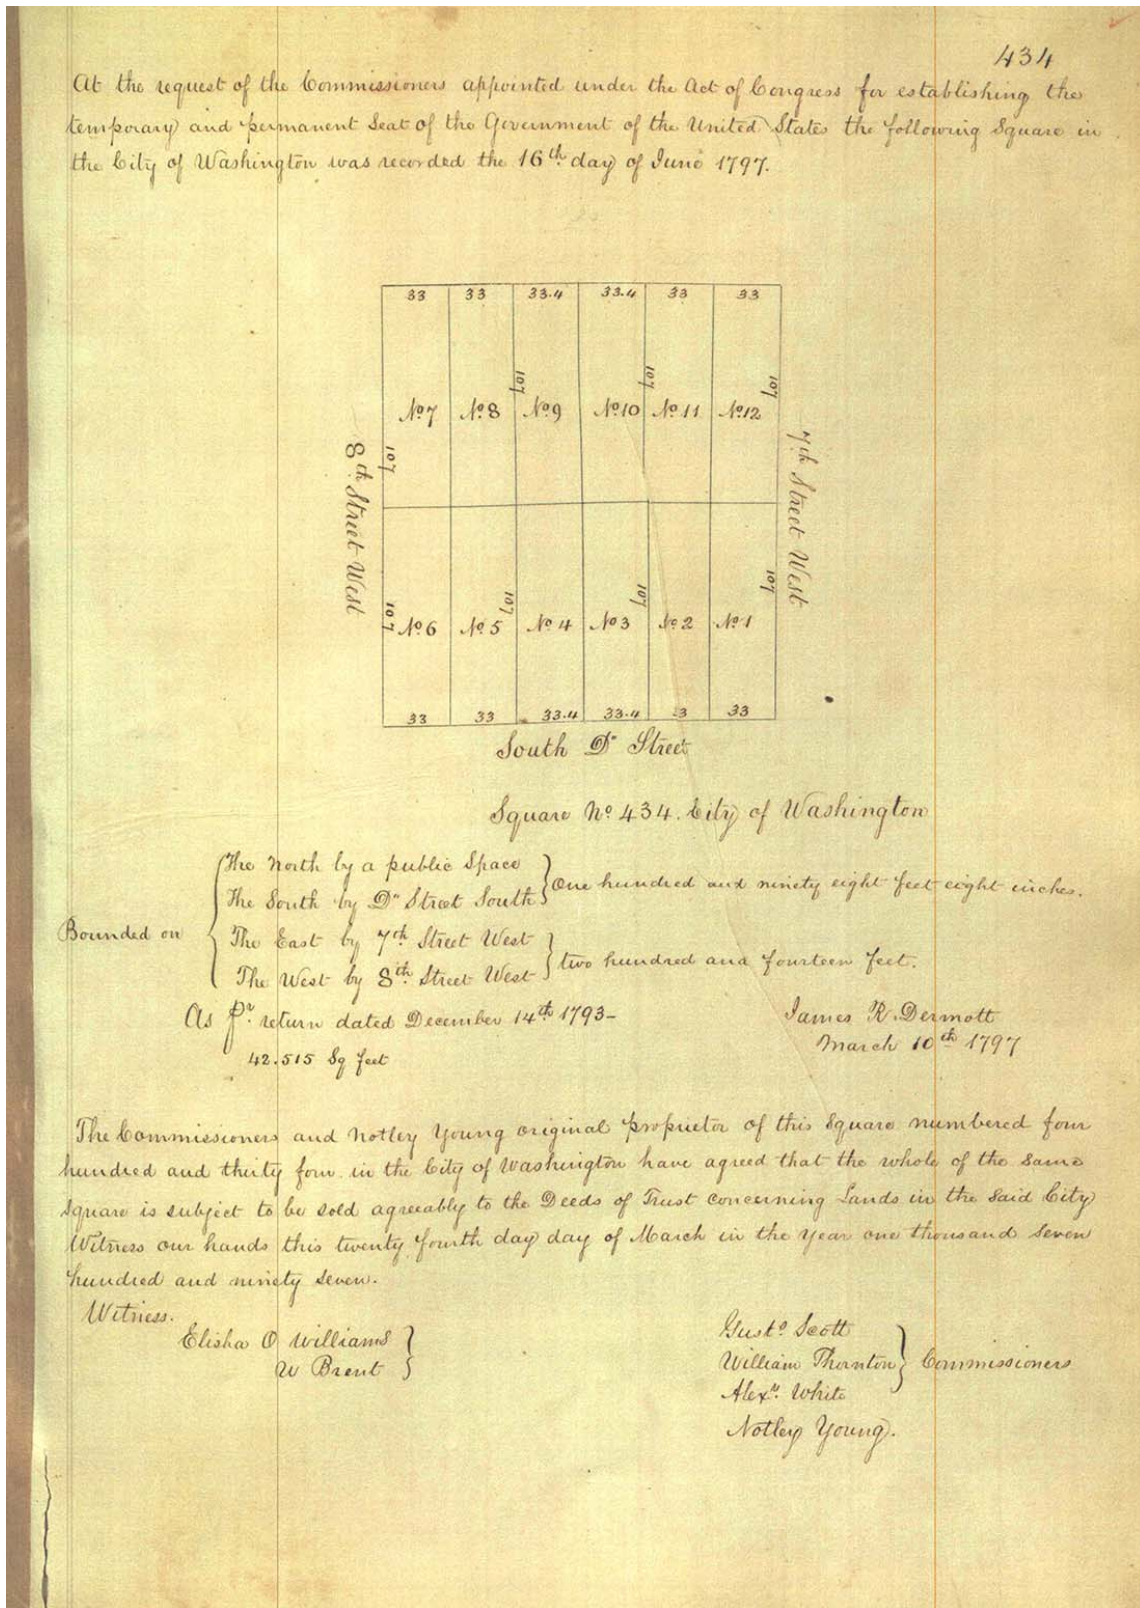 434
At the request of the Commissioners appointed under the Act of Congress for establishing the
temporary and permanent Seat of the Government of the United States the following Square in
the City of Washington was recorded the 16th day of June 1797.
33 33 33.4 33.4 33 33
107 107 107
No 7 No 8 No 9 No 10 No 11 No 12
107
8th Street West
7th Street West
107 107 107 107
No 6 No 5 No 4 No 3 No 2 No 1
33 33 33.4 33.4 3 33
South Dn Street
Square No 434. City of Washington
Bounded on
The North by a public Space
The South by Dn Street South
One hundred and ninety eight feet eight inches.
The East by 7th Street West
The West by 8th Street West
two hundred and fourteen feet.
As Pr return dated December 14th 1793-
42.515 Sq feet
James R. Dermott
March 10th 1797
The Commissioners and Notley Young original proprietor of this Square numbered four
hundred and thirty four in the City of Washington have agreed that the whole of the same
Square is subject to be sold agreeably to the Deeds of Trust concerning Lands in the said City
Witness our hands this twenty fourth day day of March in the year one thousand seven
hundred and ninety seven.
Witness.
Elisha O Williams
W Brent
Gusts Scott
William Thornton
Alexr White
Commissioners
Notley Young.